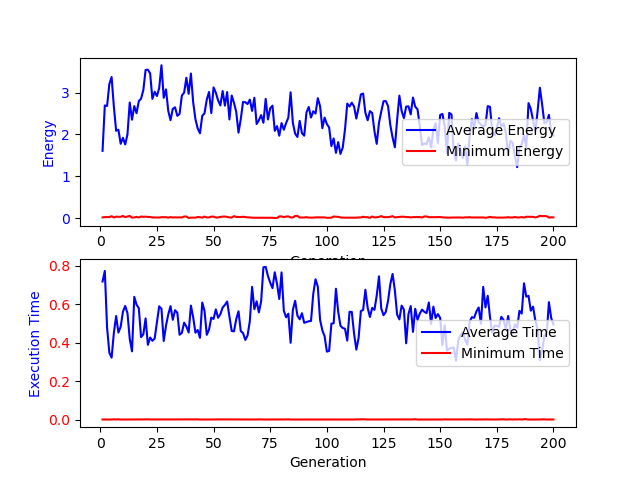 Energy
3
2
1
0
Average Energy
Minimum Energy
0 25 50 75 100 125 150 175 200
Generation
Execution Time
0.8
0.6
0.4
0.2
0.0
Average Time
Minimum Time
0 25 50 75 100 125 150 175 200
Generation